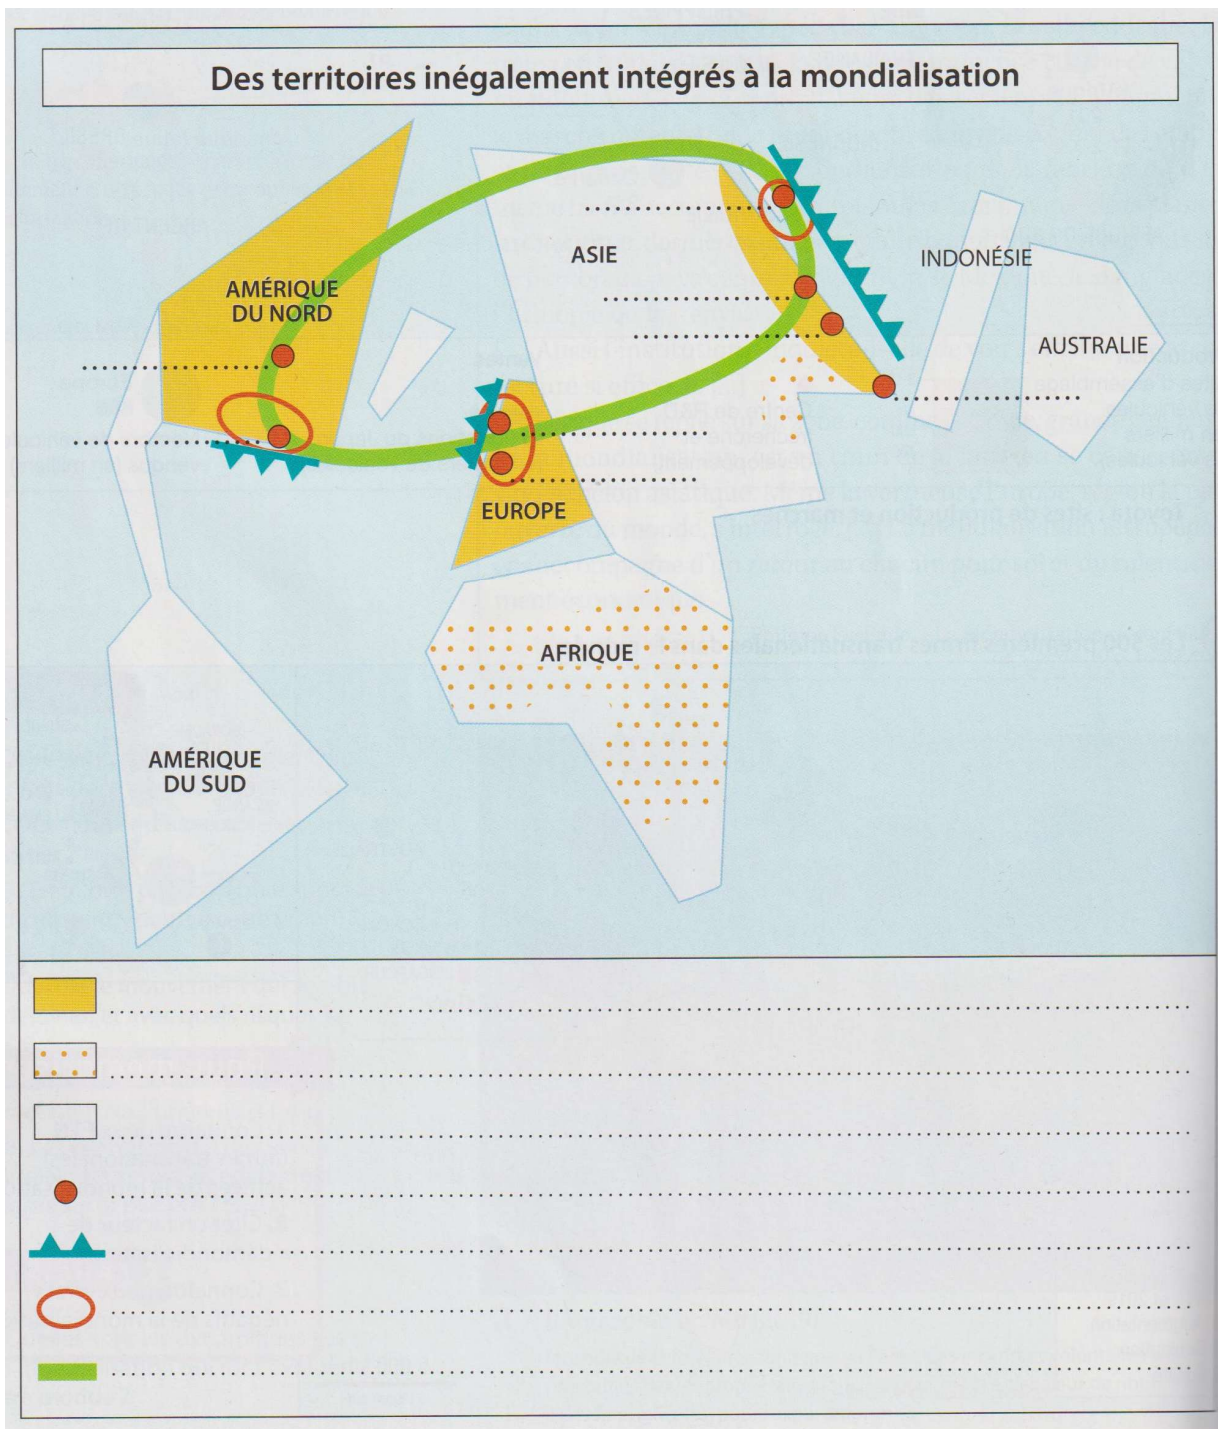 Des territoires inégalement intégrés à la mondialisation
AMÉRIQUE
DU NORD
ASIE
INDONÉSIE
AUSTRALIE
EUROPE
AFRIQUE
AMÉRIQUE
DU SUD